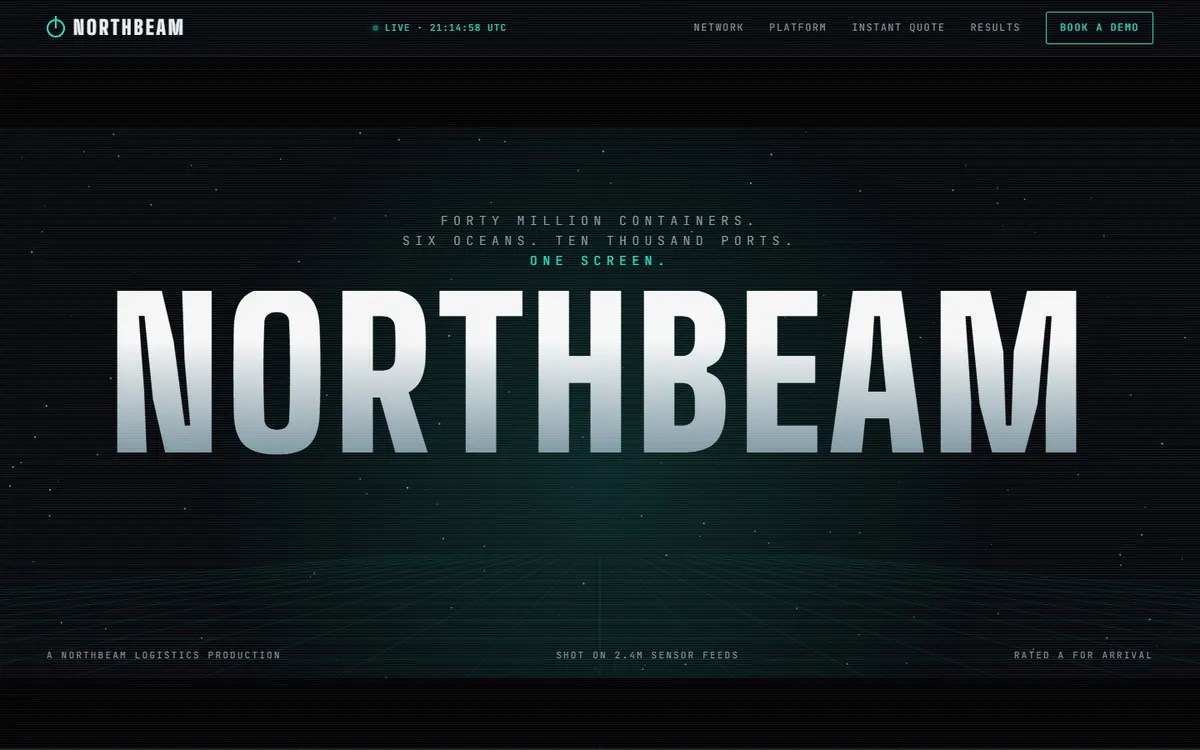 NORTHBEAM
LIVE · 21:14:58 UTC
NETWORK
PLATFORM
INSTANT QUOTE
RESULTS
BOOK A DEMO
FORTY MILLION CONTAINERS.
SIX OCEANS. TEN THOUSAND PORTS.
ONE SCREEN.
NORTHBEAM
A NORTHBEAM LOGISTICS PRODUCTION
SHOT ON 2.4M SENSOR FEEDS
RATED A FOR ARRIVAL